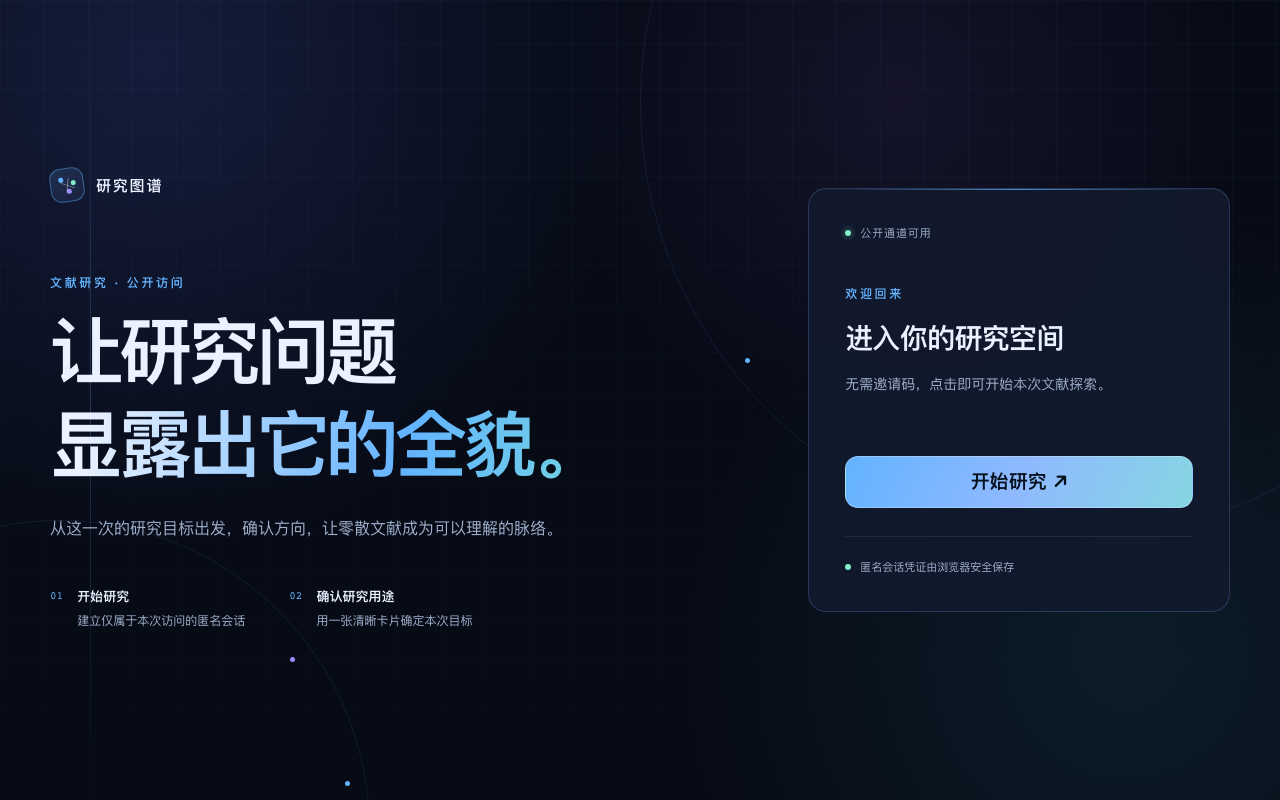 研究图谱
文献研究 · 公开访问
让研究问题
显露出它的全貌。
从这一次的研究目标出发，确认方向，让零散文献成为可以理解的脉络。
01 开始研究
建立仅属于本次访问的匿名会话
02 确认研究用途
用一张清晰卡片确定本次目标
公开通道可用
欢迎回来
进入你的研究空间
无需邀请码，点击即可开始本次文献探索。
开始研究 ↗
匿名会话凭证由浏览器安全保存